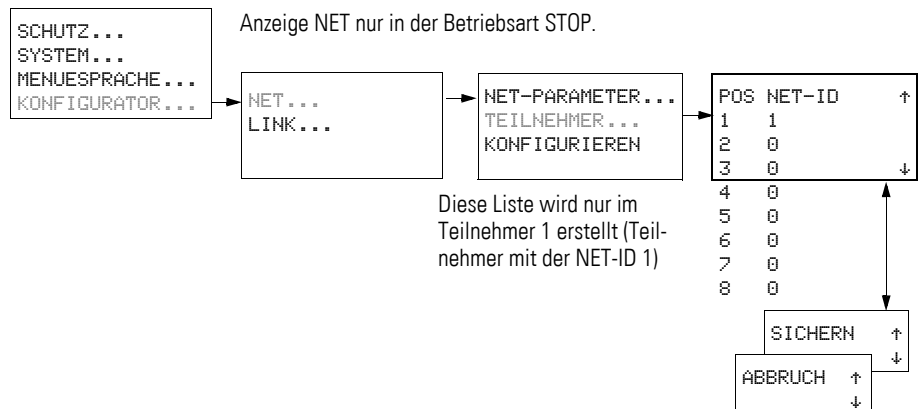 Anzeige NET nur in der Betriebsart STOP.
SCHUTZ...
SYSTEM...
MENUESPRACHE...
KONFIGURATOR...
NET...
LINK...
NET-PARAMETER...
TEILNEHMER...
KONFIGURIEREN
Diese Liste wird nur im
Teilnehmer 1 erstellt (Teil-
nehmer mit der NET-ID 1)
POS NET-ID ↑
1 1
2 0
3 0 ↓
4 0
5 0
6 0
7 0
8 0
SICHERN ↑
↓
ABBRUCH ↑
↓